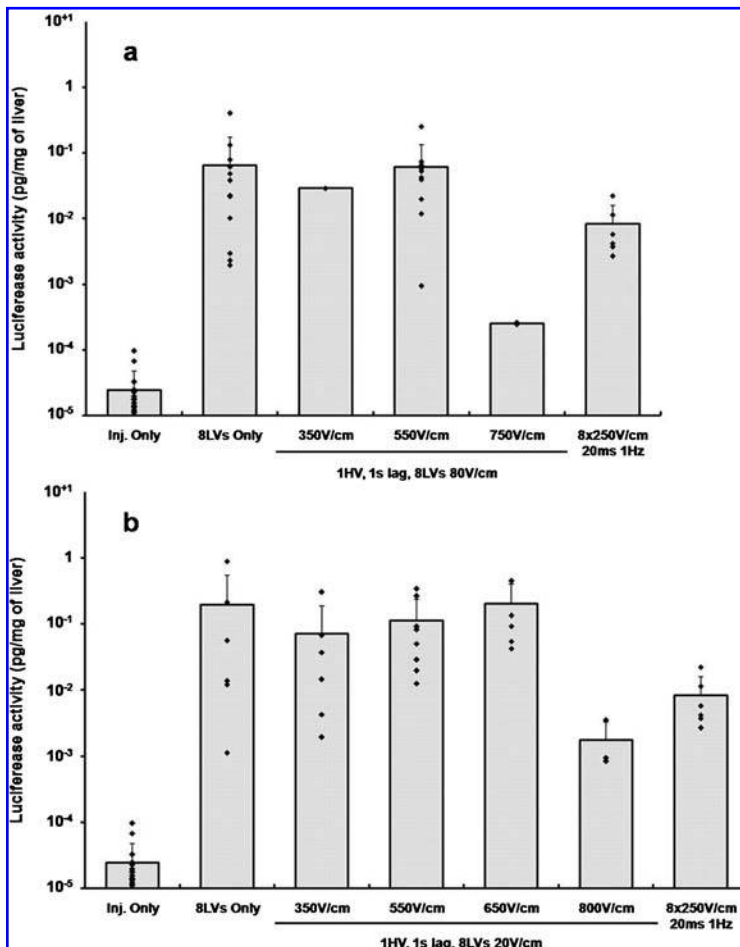 a
Lucifearease activity (pg/mg of liver)
10+1
1
10-1
10-2
10-3
10-4
10-5
Inj. Only 8LVs Only 350V/cm 550V/cm 750V/cm 8x250V/cm
20ms 1Hz
1HV, 1s lag, 8LVs 80V/cm
b
Lucifearease activity (pg/mg of liver)
10+1
1
10-1
10-2
10-3
10-4
10-5
Inj. Only 8LVs Only 350V/cm 550V/cm 650V/cm 800V/cm 8x250V/cm
20ms 1Hz
1HV, 1s lag, 8LVs 20V/cm